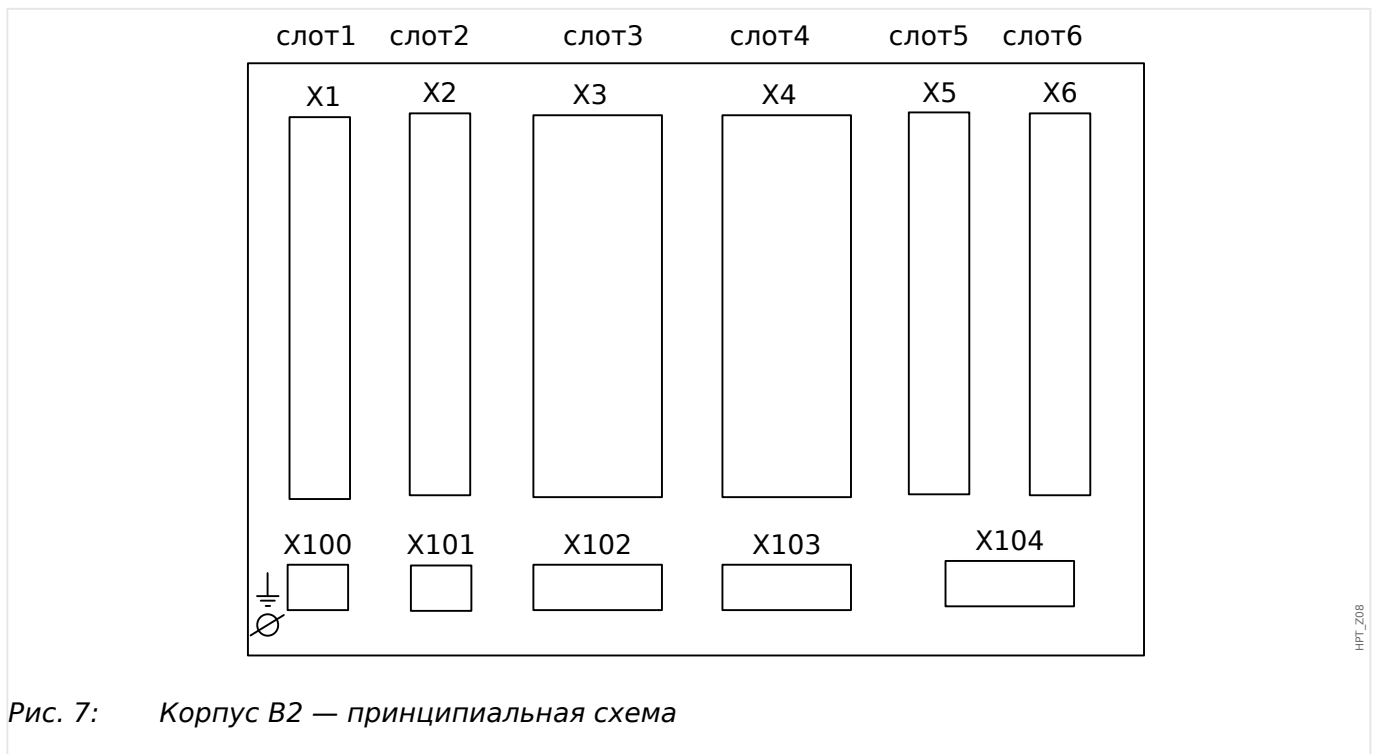 слот1 слот2 слот3 слот4 слот5 слот6
X1 X2 X3 X4 X5 X6
X100 X101 X102 X103 X104
HPT_Z08
Рис. 7: Корпус B2 — принципиальная схема